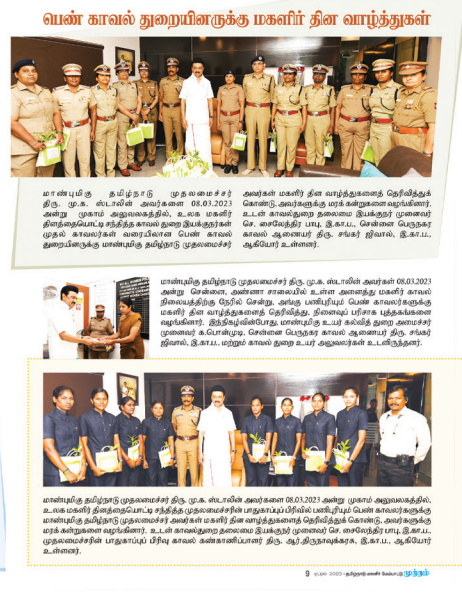 பெண் காவல் துறையினருக்கு மகளிர் தின வாழ்த்துகள்
மாண்புமிகு தமிழ்நாடு முதலமைச்சர்
திரு. மு.க. ஸ்டாலின் அவர்களை 08.03.2023
அன்று முகாம் அலுவலகத்தில், உலக மகளிர்
தினத்தையொட்டி சந்தித்த காவல் துறை இயக்குநர்கள்
முதல் காவலர்கள் வரையிலான பெண் காவல்
துறையினருக்கு மாண்புமிகு தமிழ்நாடு முதலமைச்சர்
அவர்கள் மகளிர் தின வாழ்த்துகளைத் தெரிவித்துக்
கொண்டு, அவர்களுக்கு மரக் கன்றுகளை வழங்கினார்.
உடன் காவல்துறை தலைமை இயக்குநர் முனைவர்
செ. சைலேந்திர பாபு, இ.கா.ப., சென்னை பெருநகர
காவல் ஆணையர் திரு. சங்கர் ஜிவால், இ.கா.ப.,
ஆகியோர் உள்ளனர்.
மாண்புமிகு தமிழ்நாடு முதலமைச்சர் திரு. மு.க. ஸ்டாலின் அவர்கள் 08.03.2023
அன்று சென்னை, அண்ணா சாலையில் உள்ள அனைத்து மகளிர் காவல்
நிலையத்திற்கு நேரில் சென்று, அங்கு பணிபுரியும் பெண் காவலர்களுக்கு
மகளிர் தின வாழ்த்துகளைத் தெரிவித்து, நினைவுப் பரிசாக புத்தகங்களை
வழங்கினார். இந்நிகழ்வின்போது, மாண்புமிகு உயர் கல்வித் துறை அமைச்சர்
முனைவர் க.பொன்முடி, சென்னை பெருநகர காவல் ஆணையர் திரு. சங்கர்
ஜிவால், இ.கா.ப., மற்றும் காவல் துறை உயர் அலுவலர்கள் உடனிருந்தனர்.
மாண்புமிகு தமிழ்நாடு முதலமைச்சர் திரு. மு.க. ஸ்டாலின் அவர்களை 08.03.2023 அன்று முகாம் அலுவலகத்தில்,
உலக மகளிர் தினத்தையொட்டி சந்தித்த முதலமைச்சரின் பாதுகாப்புப் பிரிவில் பணிபுரியும் பெண் காவலர்களுக்கு
மாண்புமிகு தமிழ்நாடு முதலமைச்சர் அவர்கள் மகளிர் தின வாழ்த்துகளைத் தெரிவித்துக் கொண்டு, அவர்களுக்கு
மரக் கன்றுகளை வழங்கினார். உடன் காவல்துறை தலைமை இயக்குநர் முனைவர் செ. சைலேந்திர பாபு, இ.கா.ப.,
முதலமைச்சரின் பாதுகாப்புப் பிரிவு காவல் கண்காணிப்பாளர் திரு. ஆர்.திருநாவுக்கரசு, இ.கா.ப., ஆகியோர்
உள்ளனர்.
9 ஏப்ரல் 2023 • தமிழ்நாடு மகளிர் மேம்பாட்டு முற்றம்